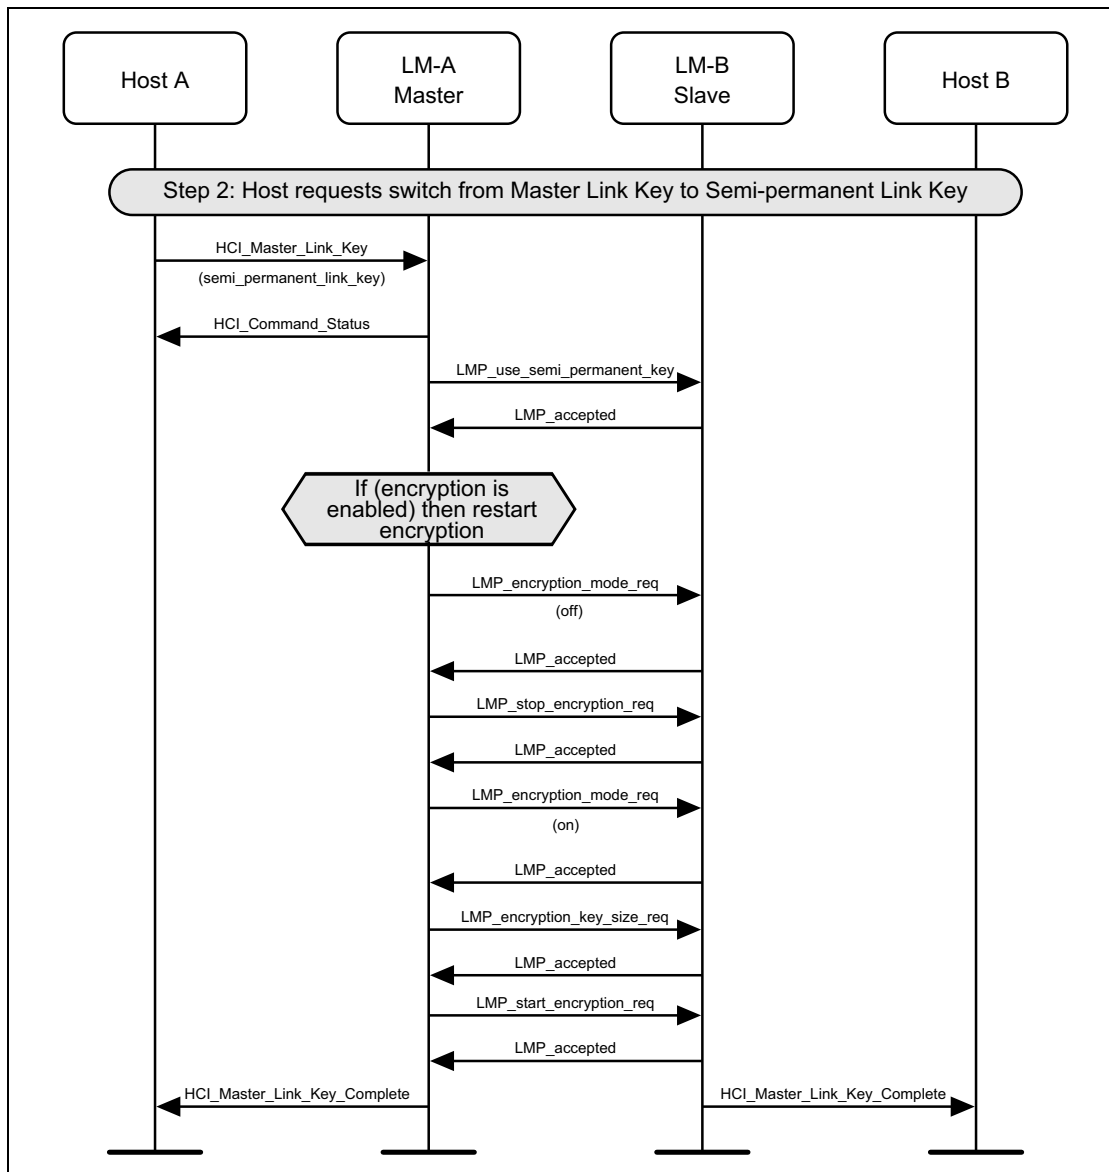 Host A
LM-A
Master
LM-B
Slave
Host B
Step 2: Host requests switch from Master Link Key to Semi-permanent Link Key
HCI_Master_Link_Key
(semi_permanent_link_key)
HCI_Command_Status
LMP_use_semi_permanent_key
LMP_accepted
If (encryption is
enabled) then restart
encryption
LMP_encryption_mode_req
(off)
LMP_accepted
LMP_stop_encryption_req
LMP_accepted
LMP_encryption_mode_req
(on)
LMP_accepted
LMP_encryption_key_size_req
LMP_accepted
LMP_start_encryption_req
LMP_accepted
HCI_Master_Link_Key_Complete
HCI_Master_Link_Key_Complete